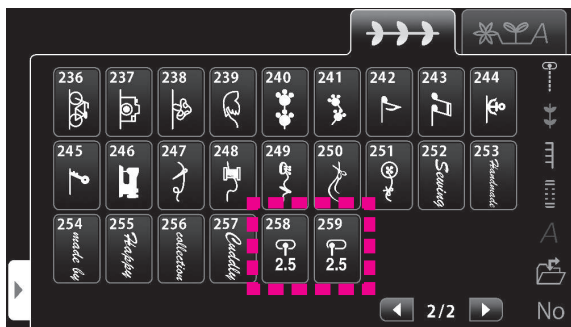 A
236 237 238 239 240 241 242 243 244
245 246 247 248 249 250 251 252 253
Sewing Handmade
254 255 256 257 258 259
made by Happy collection Cuddly 2.5 2.5
A
2/2 No